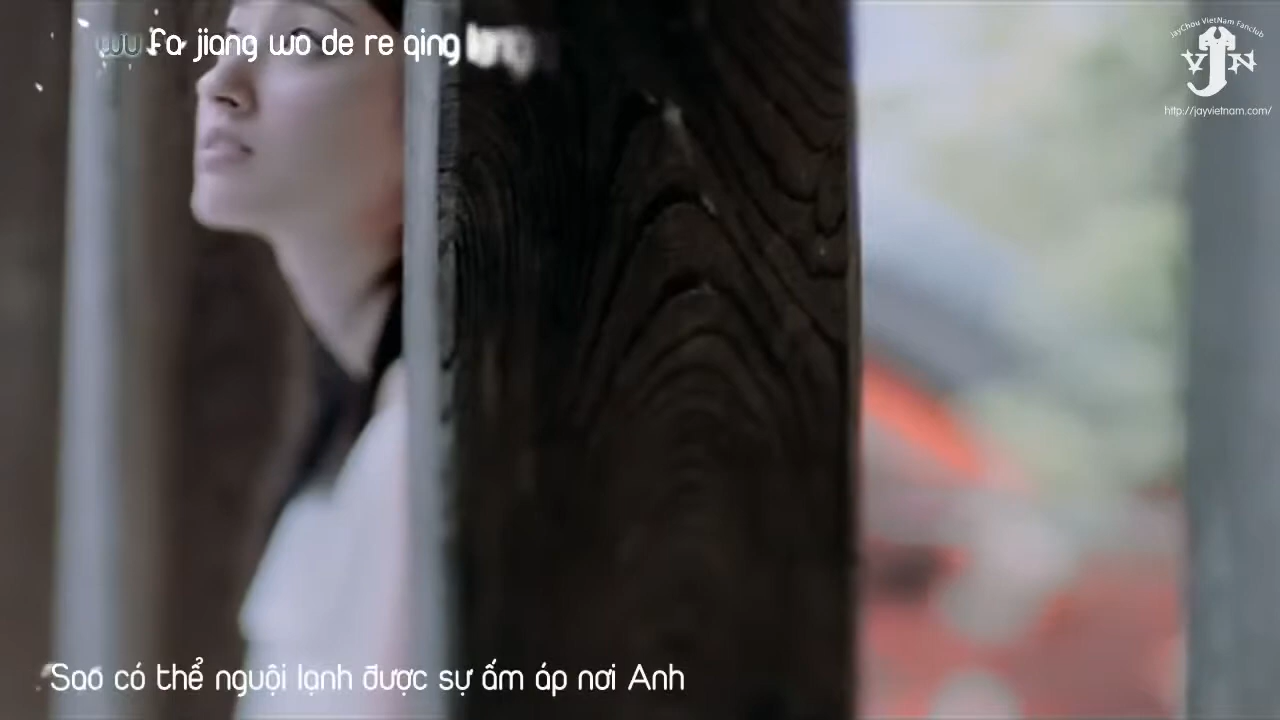 wu fa jiang wo de re qing
JayChou VietNam Fanclub
V J N
http://jayvietnam.com/
Sao có thể nguội lạnh được sự ấm áp nơi Anh